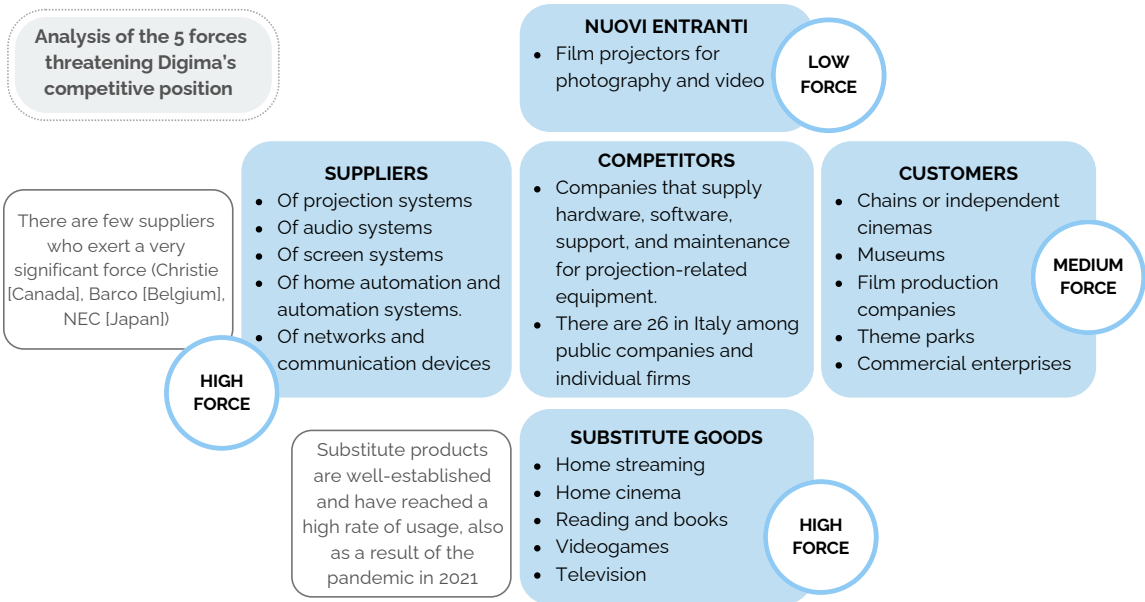 Analysis of the 5 forces
threatening Digima's
competitive position
NUOVI ENTRANTI
• Film projectors for
photography and video
LOW
FORCE
There are few suppliers
who exert a very
significant force (Christie
[Canada], Barco [Belgium],
NEC [Japan])
SUPPLIERS
• Of projection systems
• Of audio systems
• Of screen systems
• Of home automation and
automation systems.
• Of networks and
communication devices
HIGH
FORCE
COMPETITORS
• Companies that supply
hardware, software,
support, and maintenance
for projection-related
equipment.
• There are 26 in Italy among
public companies and
individual firms
CUSTOMERS
• Chains or independent
cinemas
• Museums
• Film production
companies
• Theme parks
• Commercial enterprises
MEDIUM
FORCE
Substitute products
are well-established
and have reached a
high rate of usage, also
as a result of the
pandemic in 2021
SUBSTITUTE GOODS
• Home streaming
• Home cinema
• Reading and books
• Videogames
• Television
HIGH
FORCE